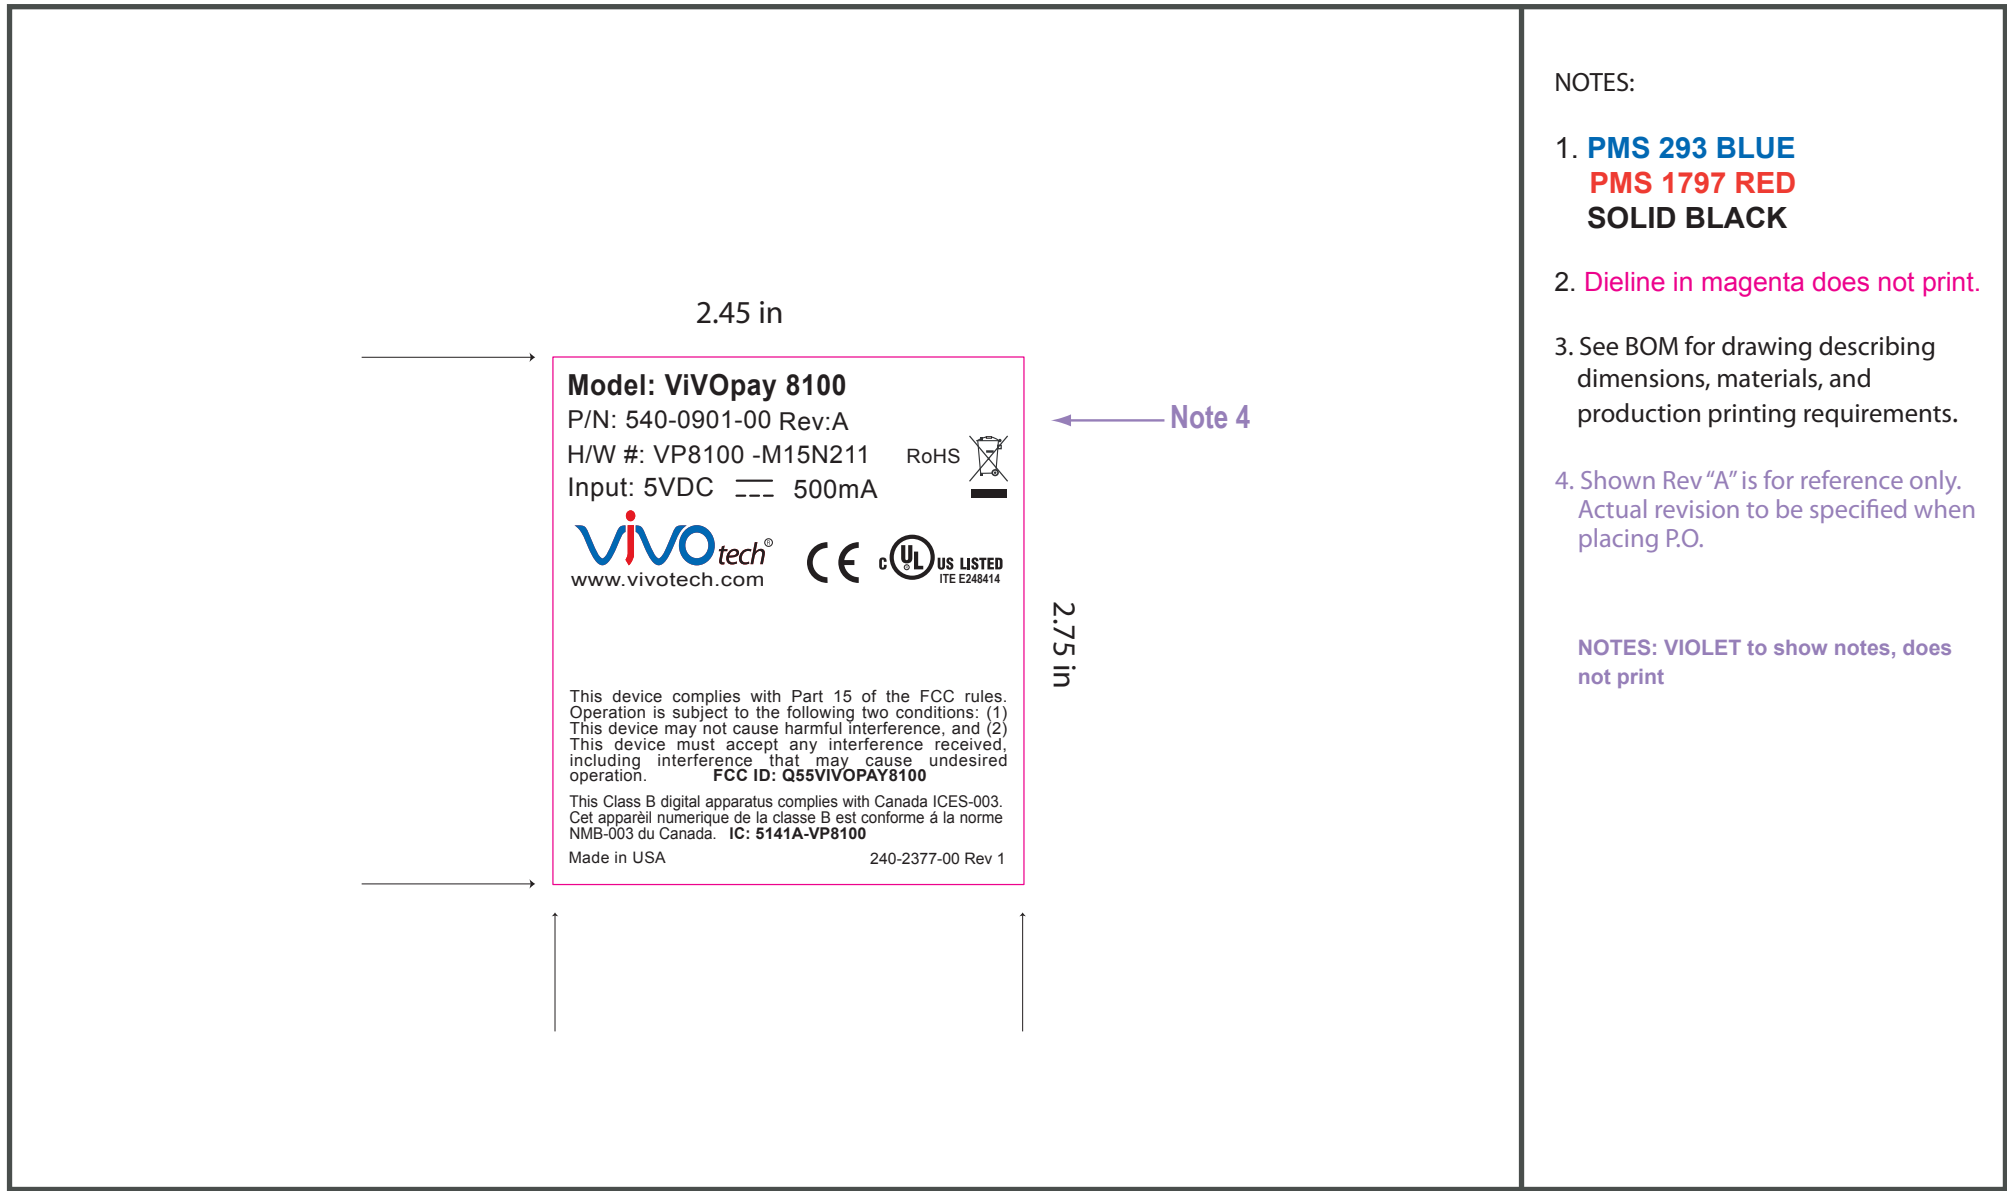 2.45 in
Model: ViVOpay 8100
P/N: 540-0901-00 Rev:A
H/W #: VP8100 -M15N211
RoHS
Input: 5VDC 500mA
ViVOtech®
www.vivotech.com
CE
C UL US LISTED
ITE E248414
This device complies with Part 15 of the FCC rules.
Operation is subject to the following two conditions: (1)
This device may not cause harmful interference, and (2)
This device must accept any interference received,
including interference that may cause undesired
operation. FCC ID: Q55VIVOPAY8100
This Class B digital apparatus complies with Canada ICES-003.
Cet apparèil numerique de la classe B est conforme á la norme
NMB-003 du Canada. IC: 5141A-VP8100
Made in USA 240-2377-00 Rev 1
Note 4
2.75 in
NOTES:
1. PMS 293 BLUE
PMS 1797 RED
SOLID BLACK
2. Dieline in magenta does not print.
3. See BOM for drawing describing
dimensions, materials, and
production printing requirements.
4. Shown Rev “A” is for reference only.
Actual revision to be specified when
placing P.O.
NOTES: VIOLET to show notes, does
not print